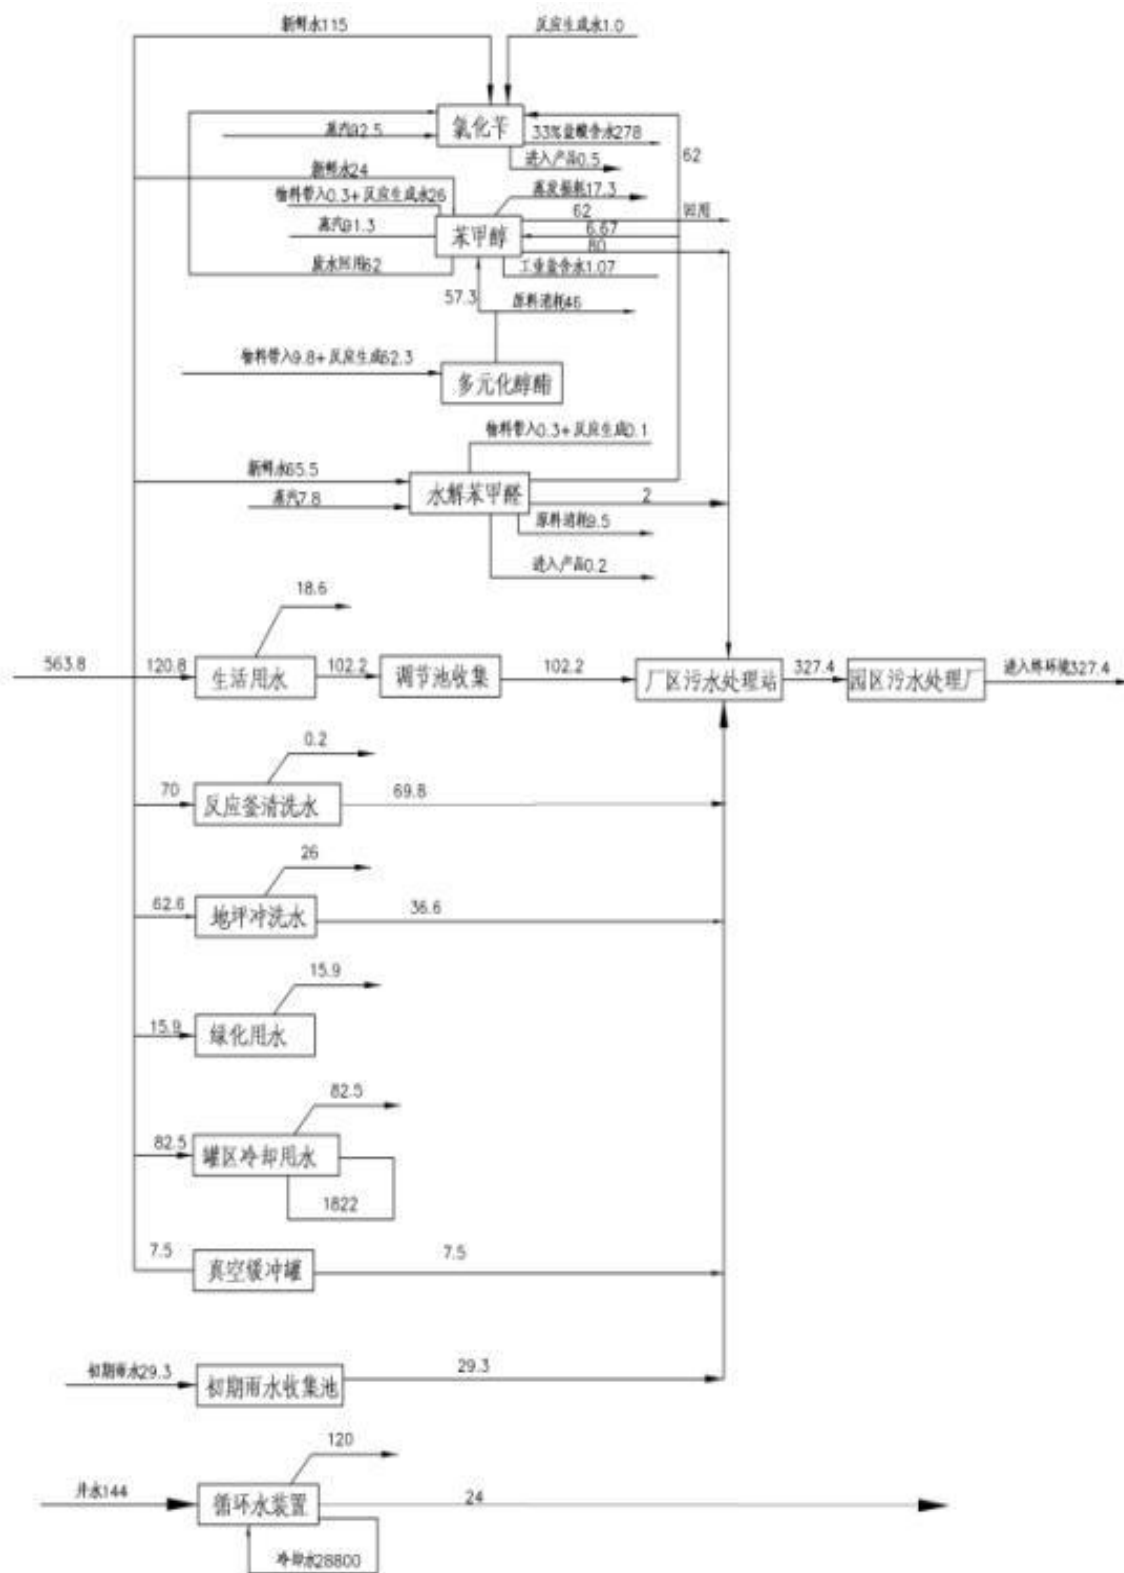 新鲜水115
反应生成水1.0
氯化苄
蒸汽92.5
33%盐酸含水278
进入产品0.5
62
新鲜水24
蒸发损耗17.3
物料带入0.3+反应生成水26
62
回用
6.67
苯甲醇
蒸汽91.3
80
废水回用62
工业盐含水1.07
57.3
原料消耗46
物料带入9.8+反应生成62.3
多元化醇酯
物料带入0.3+反应生成0.1
新鲜水65.5
水解苯甲醛
2
蒸汽7.8
原料消耗9.5
进入产品0.2
18.6
563.8
120.8
生活用水
102.2
调节池收集
102.2
厂区污水处理站
327.4
园区污水处理厂
进入终环境327.4
0.2
70
反应釜清洗水
69.8
26
62.6
地坪冲洗水
36.6
15.9
15.9
绿化用水
82.5
82.5
罐区冷却用水
1822
7.5
真空缓冲罐
7.5
初期雨水29.3
初期雨水收集池
29.3
120
井水144
循环水装置
24
冷却水28800